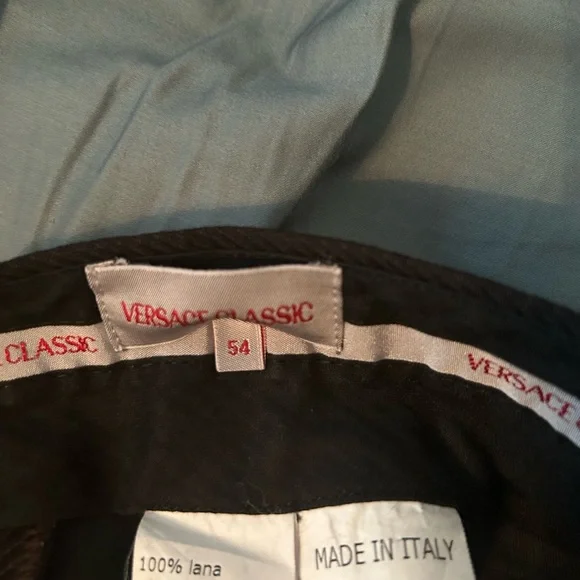 VERSACE CLASSIC
CLASSIC
54
VERSACE
100% lana
MADE IN ITALY